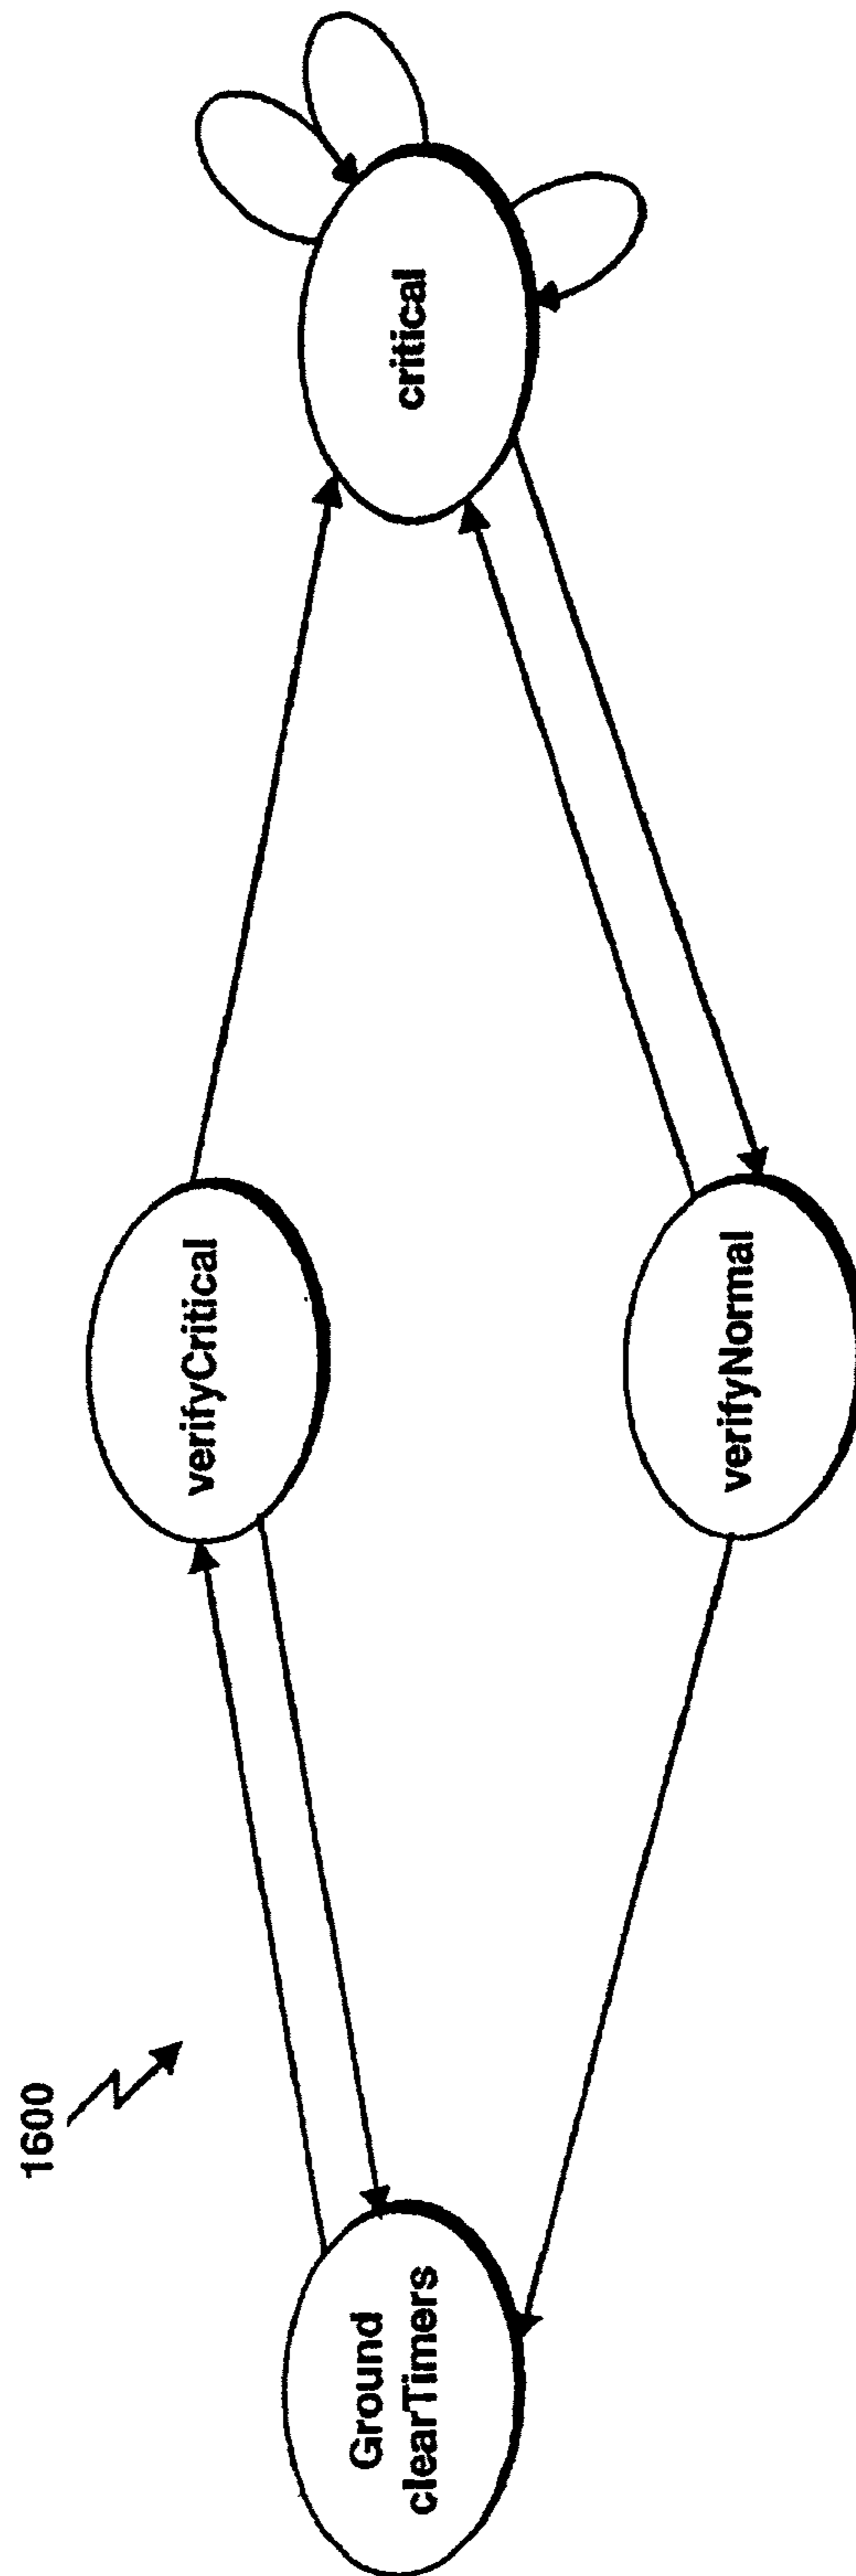 1600
Ground
clearTimers
verifyCritical
verifyNormal
critical